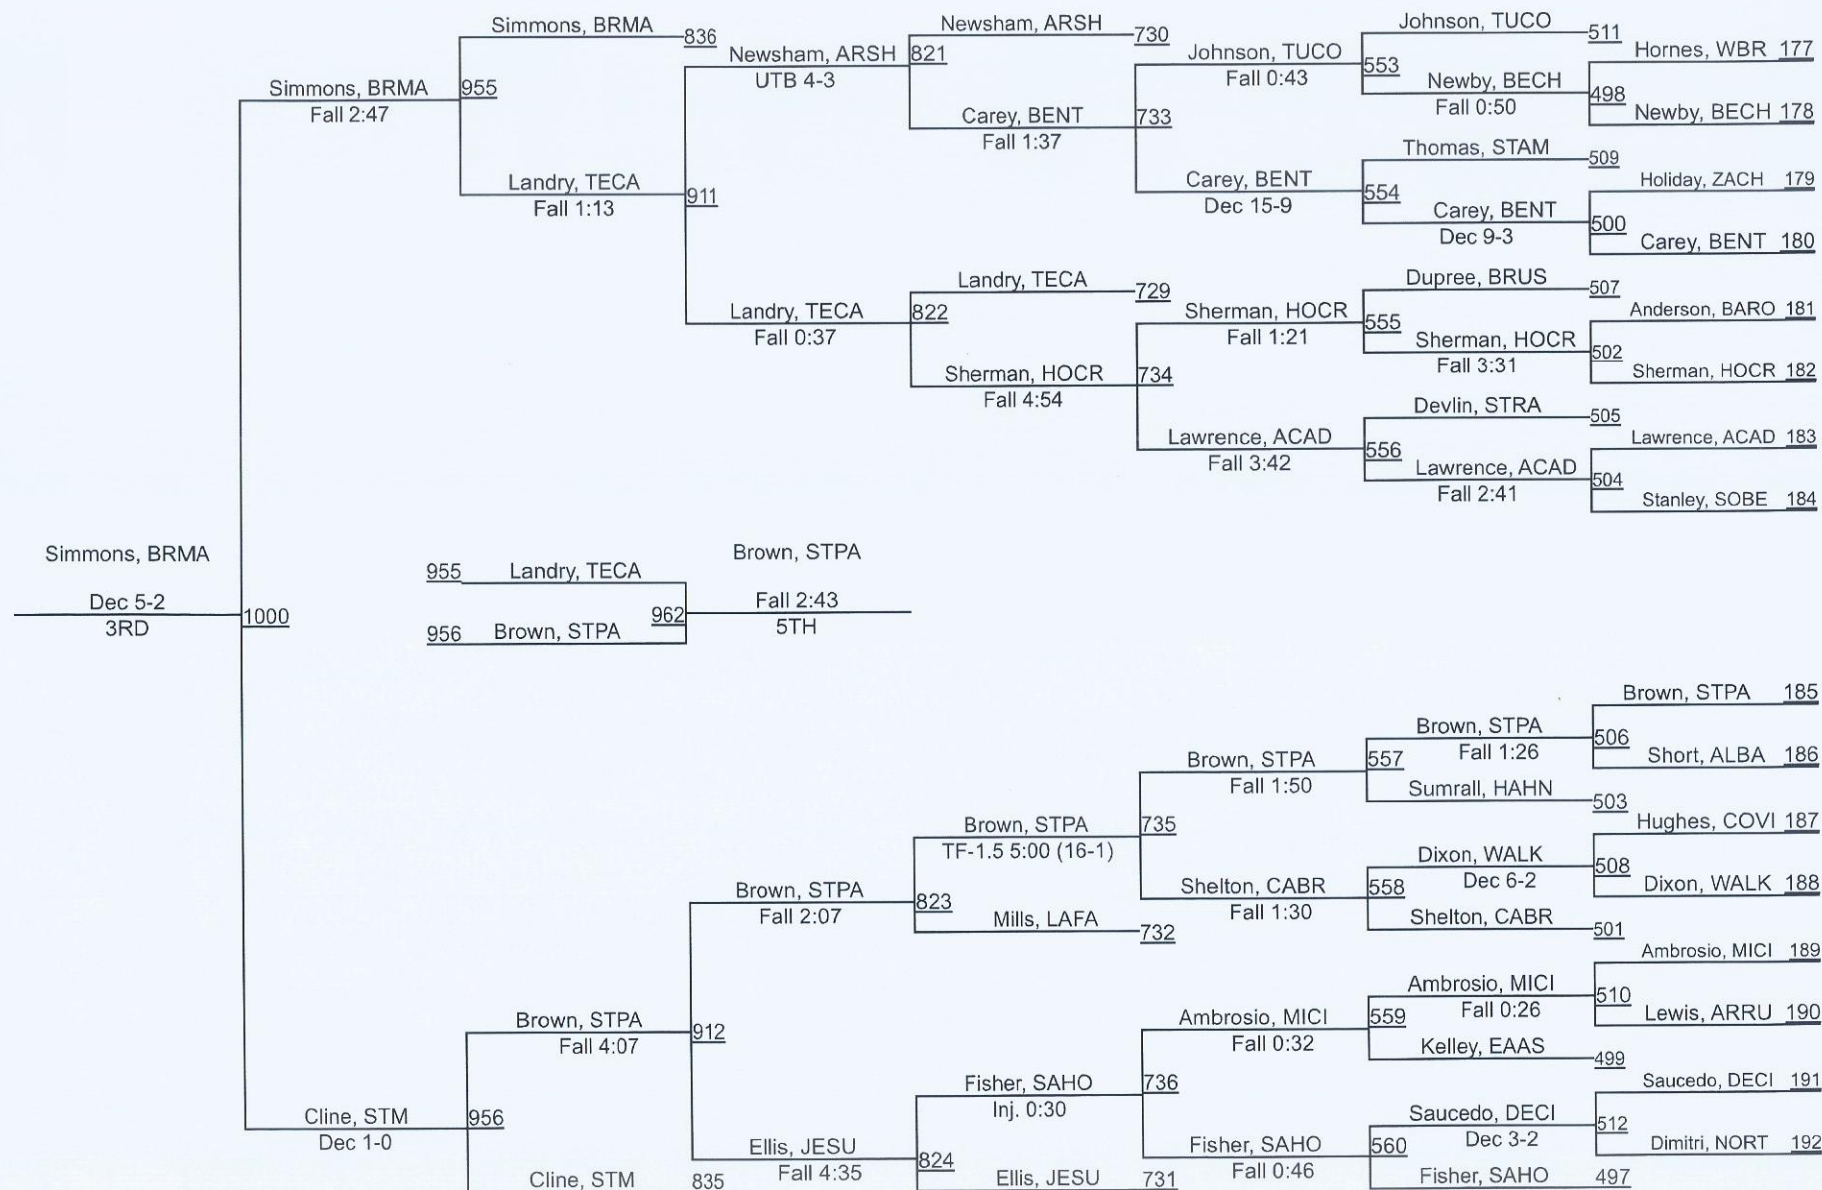 Simmons, BRMA 836
Newsham, ARSH 730
Johnson, TUCO 511
Hornes, WBR 177
Newsham, ARSH 821
UTB 4-3
Johnson, TUCO 553
Fall 0:43
Simmons, BRMA 955
Fall 2:47
Newby, BECH 498
Fall 0:50
Newby, BECH 178
Carey, BENT 733
Fall 1:37
Thomas, STAM 509
Holiday, ZACH 179
Landry, TECA 911
Fall 1:13
Carey, BENT 554
Dec 15-9
Carey, BENT 500
Dec 9-3
Carey, BENT 180
Landry, TECA 729
Dupree, BRUS 507
Anderson, BARO 181
Landry, TECA 822
Fall 0:37
Sherman, HOCR 555
Fall 1:21
Sherman, HOCR 502
Fall 3:31
Sherman, HOCR 182
Sherman, HOCR 734
Fall 4:54
Devlin, STRA 505
Lawrence, ACAD 183
Lawrence, ACAD 556
Fall 3:42
Lawrence, ACAD 504
Fall 2:41
Stanley, SOBE 184
Simmons, BRMA
Dec 5-2 1000
3RD
955 Landry, TECA
Brown, STPA
962 Fall 2:43
5TH
956 Brown, STPA
Brown, STPA 185
Brown, STPA 506
Fall 1:26
Short, ALBA 186
Brown, STPA 557
Fall 1:50
Sumrall, HAHN 503
Hughes, COVI 187
Brown, STPA 735
TF-1.5 5:00 (16-1)
Dixon, WALK 508
Dec 6-2
Dixon, WALK 188
Brown, STPA 823
Fall 2:07
Shelton, CABR 558
Fall 1:30
Mills, LAFA 732
Shelton, CABR 501
Ambrosio, MICI 189
Ambrosio, MICI 510
Fall 0:26
Lewis, ARRU 190
Brown, STPA 912
Fall 4:07
Ambrosio, MICI 559
Fall 0:32
Kelley, EAAS 499
Saucedo, DECI 191
Fisher, SAHO 736
Inj. 0:30
Saucedo, DECI 512
Dec 3-2
Dimitri, NORT 192
Cline, STM 956
Dec 1-0
Ellis, JESU 824
Fall 4:35
Fisher, SAHO 560
Fall 0:46
Cline, STM 835
Ellis, JESU 731
Fisher, SAHO 497